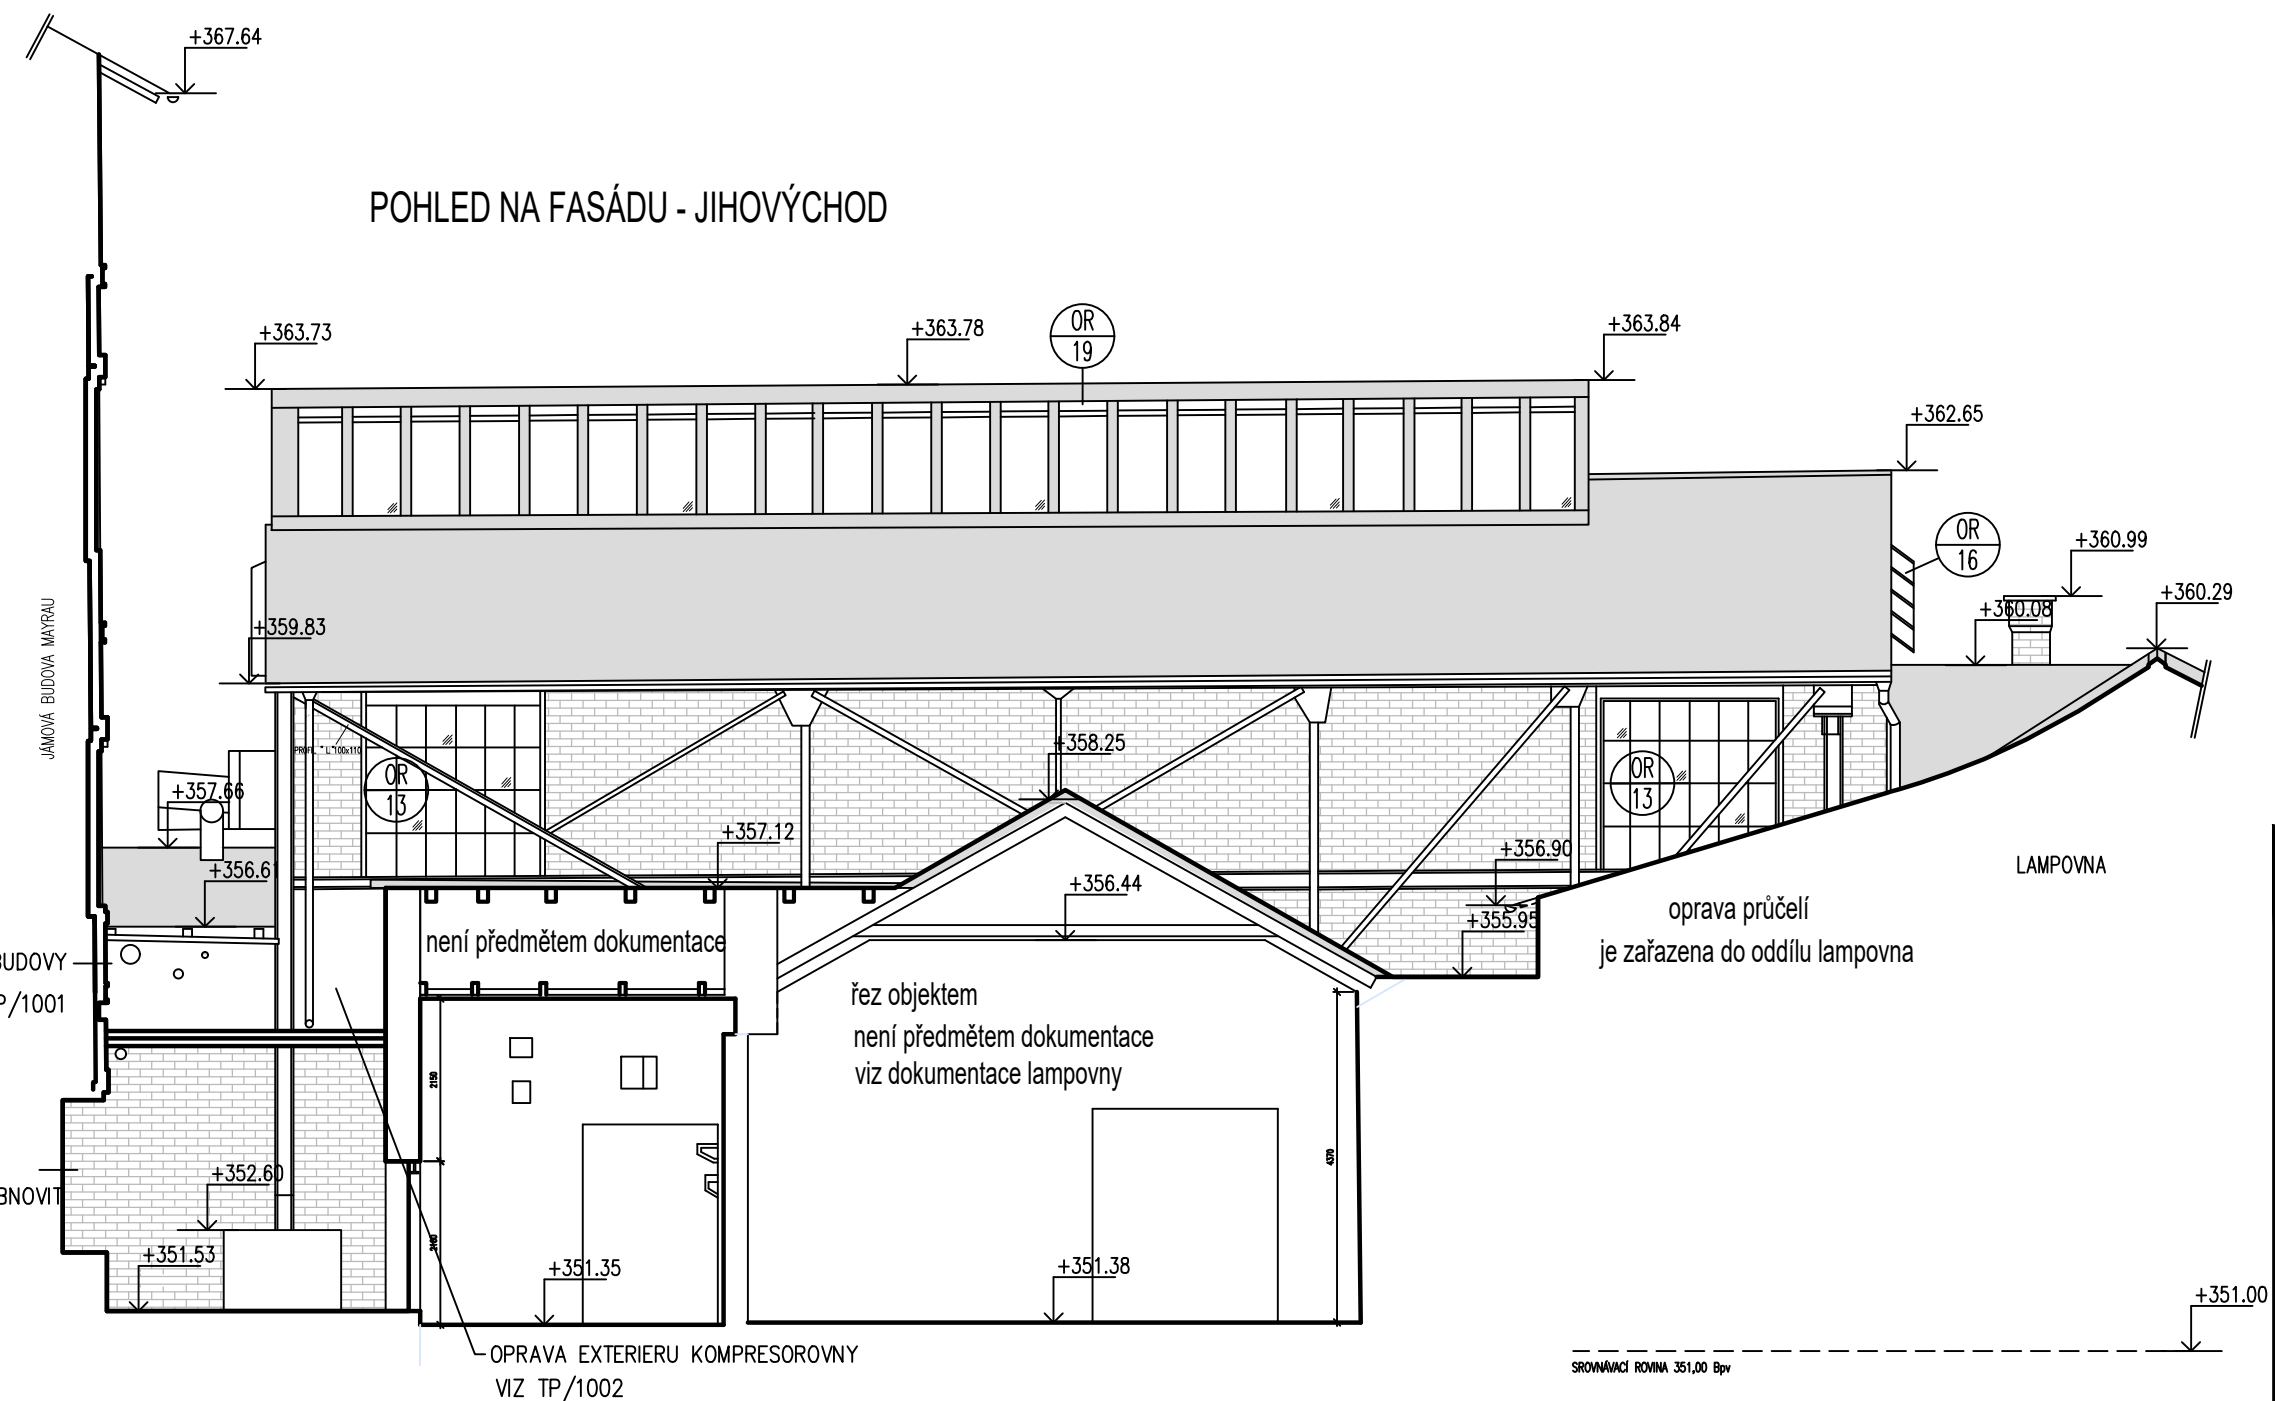 +367.64
POHLED NA FASÁDU - JIHOVÝCHOD
+363.73
+363.78
OR
19
+363.84
+362.65
OR
16
+360.99
+360.29
+360.08
JÁMOVÁ BUDOVA MAYRAU
+359.83
PROFIL "L"100x110
+358.25
OR
13
OR
13
+357.66
+357.12
+356.61
+356.90
+356.44
+355.95
LAMPOVNA
oprava průčelí
je zařazena do oddílu lampovna
není předmětem dokumentace
BUDOVY
P/1001
řez objektem
není předmětem dokumentace
viz dokumentace lampovny
2150
4370
BNOVIT
+352.60
+351.53
+351.35
+351.38
+351.00
OPRAVA EXTERIERU KOMPRESOROVNY
VIZ TP/1002
SROVNÁVACÍ ROVINA 351,00 Bpv